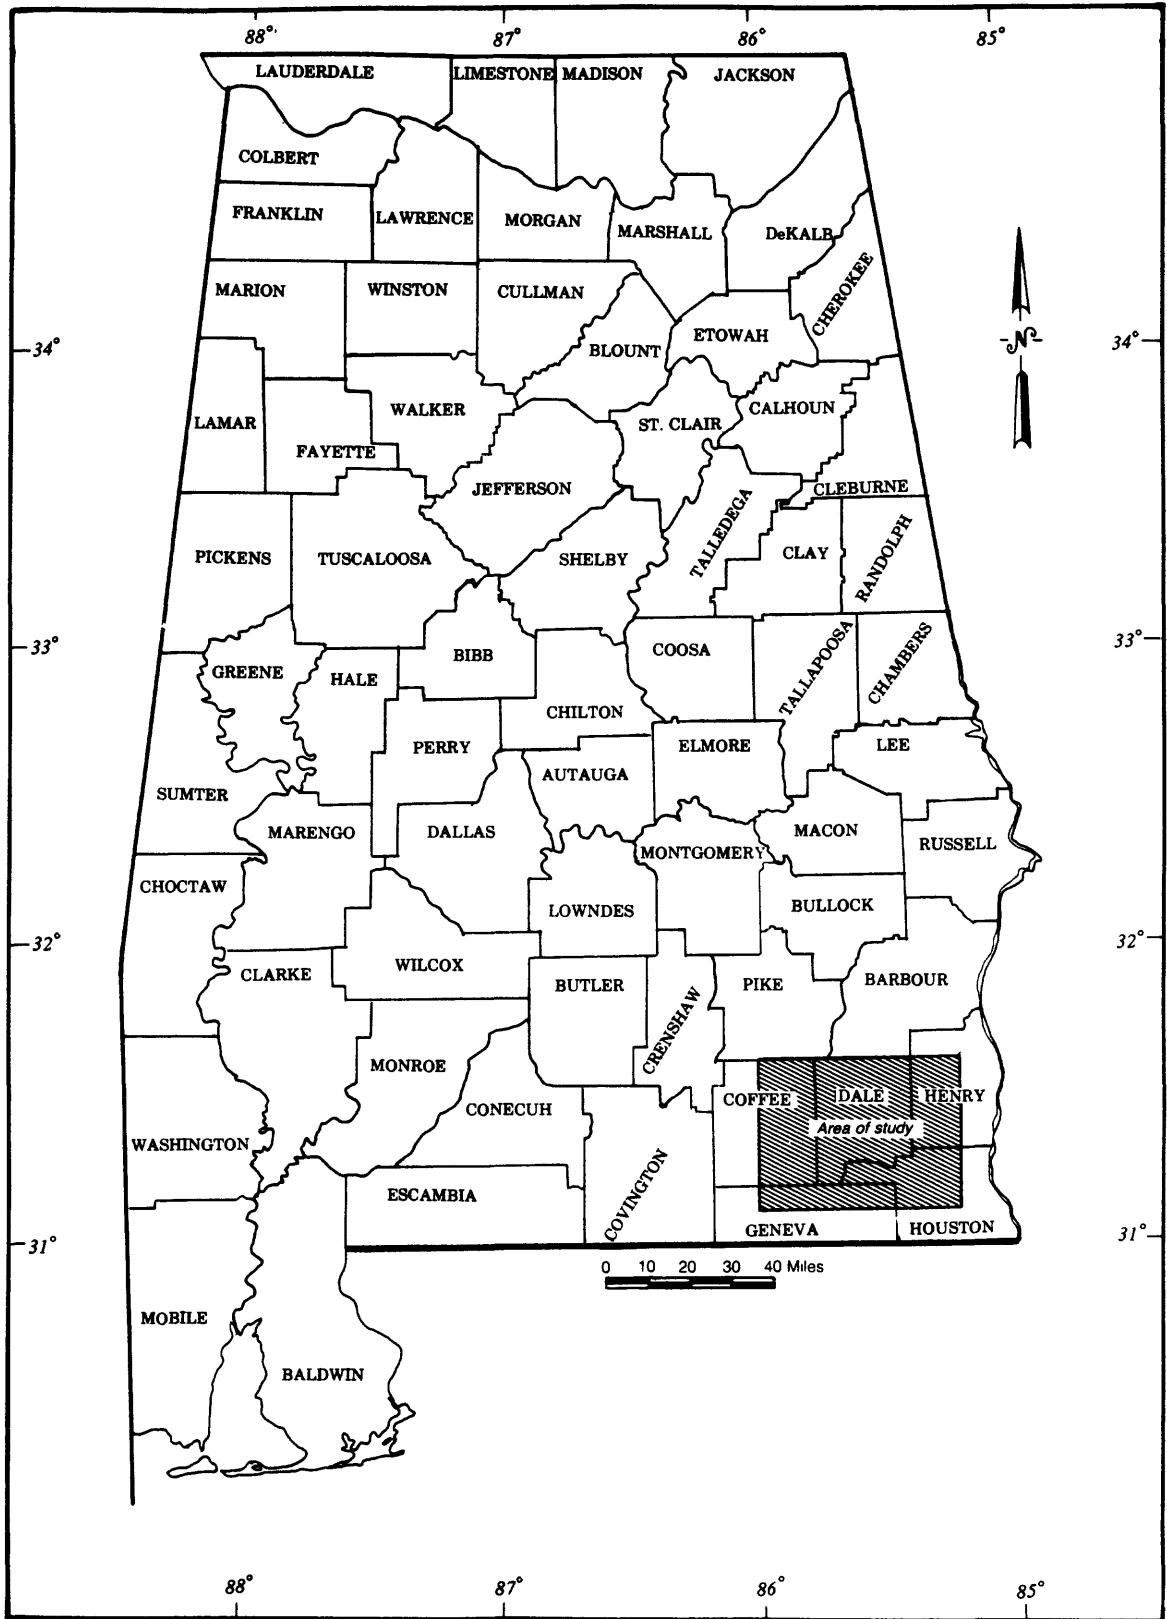 88° 87° 86° 85°
LAUDERDALE LIMESTONE MADISON JACKSON
COLBERT
FRANKLIN LAWRENCE MORGAN MARSHALL DeKALB
CHEROKEE
MARION WINSTON CULLMAN
34° BLOUNT ETOWAH -N- 34°
LAMAR FAYETTE WALKER ST. CLAIR CALHOUN
JEFFERSON TALLEDEGA CLEBURNE
PICKENS TUSCALOOSA SHELBY CLAY RANDOLPH
33° 33°
GREENE HALE BIBB COOSA TALLAPOOSA CHAMBERS
CHILTON
PERRY ELMORE LEE
SUMTER AUTAUGA
MARENGO DALLAS MONTGOMERY MACON RUSSELL
CHOCTAW LOWNDES BULLOCK
32° 32°
CLARKE WILCOX BUTLER CRENSHAW PIKE BARBOUR
MONROE
CONECUH COFFEE DALE HENRY
Area of study
WASHINGTON
ESCAMBIA COVINGTON
31° GENEVA HOUSTON 31°
0 10 20 30 40 Miles
MOBILE
BALDWIN
88° 87° 86° 85°